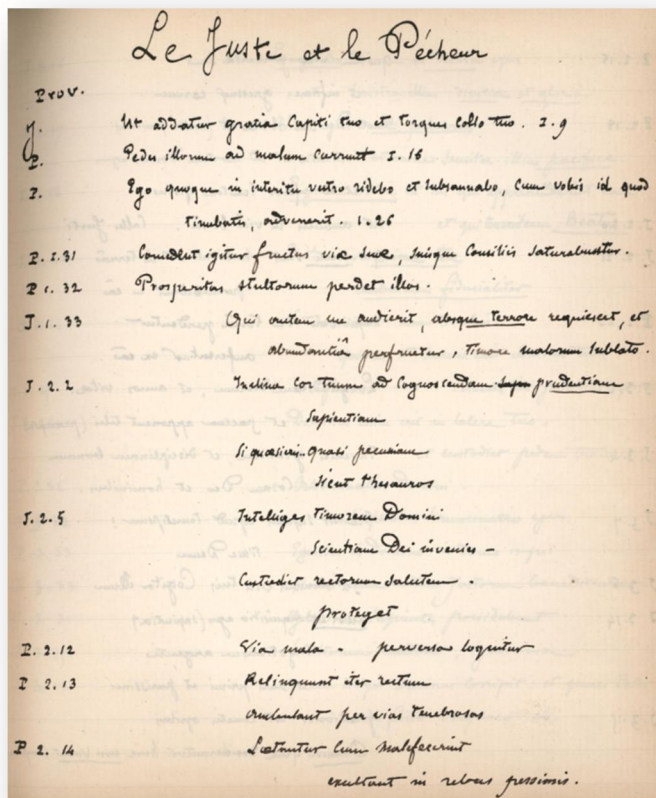 Le Juste et le Pécheur
Prov.
J. Ut addatur gratia Capiti tuo et torques collo tuo. I. 9
P. Pedes illorum ad malum currunt I. 16
P. Ego quoque in interitu vestro ridebo et subsannabo, cum vobis id quod
timebatis, advenerit. 1. 26
P. I. 31 Comedent igitur fructus viae suae, suisque Consiliis saturabuntur.
P 1. 32 Prosperitas stultorum perdet illos.
J. 1. 33 Qui autem me audierit, absque terrore requiescet, et
abundantiâ perfruetur, timore malorum sublato.
J. 2. 2 Inclina cor tuum ad Cognoscendam prudentiam
Sapientiam
Si quaesieris quasi pecuniam
sicut thesauros
J. 2. 5 Intelliges timorem Domini
Scientiam Dei invenies -
Custodiet rectorum salutem.
proteget
P. 2. 12 Via mala - perversa loquitur
P 2. 13 Relinquunt iter rectum
ambulant per vias tenebrosas
P 2. 14 Laetantur cum malefecerint
exultant in rebus pessimis.